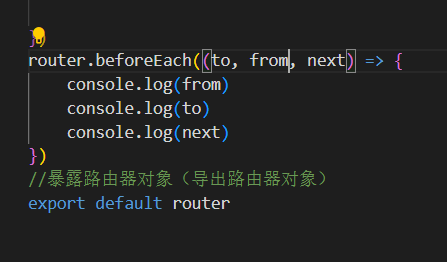 })
router.beforeEach((to, from, next) => {
    console.log(from)
    console.log(to)
    console.log(next)
})
//暴露路由器对象（导出路由器对象）
export default router